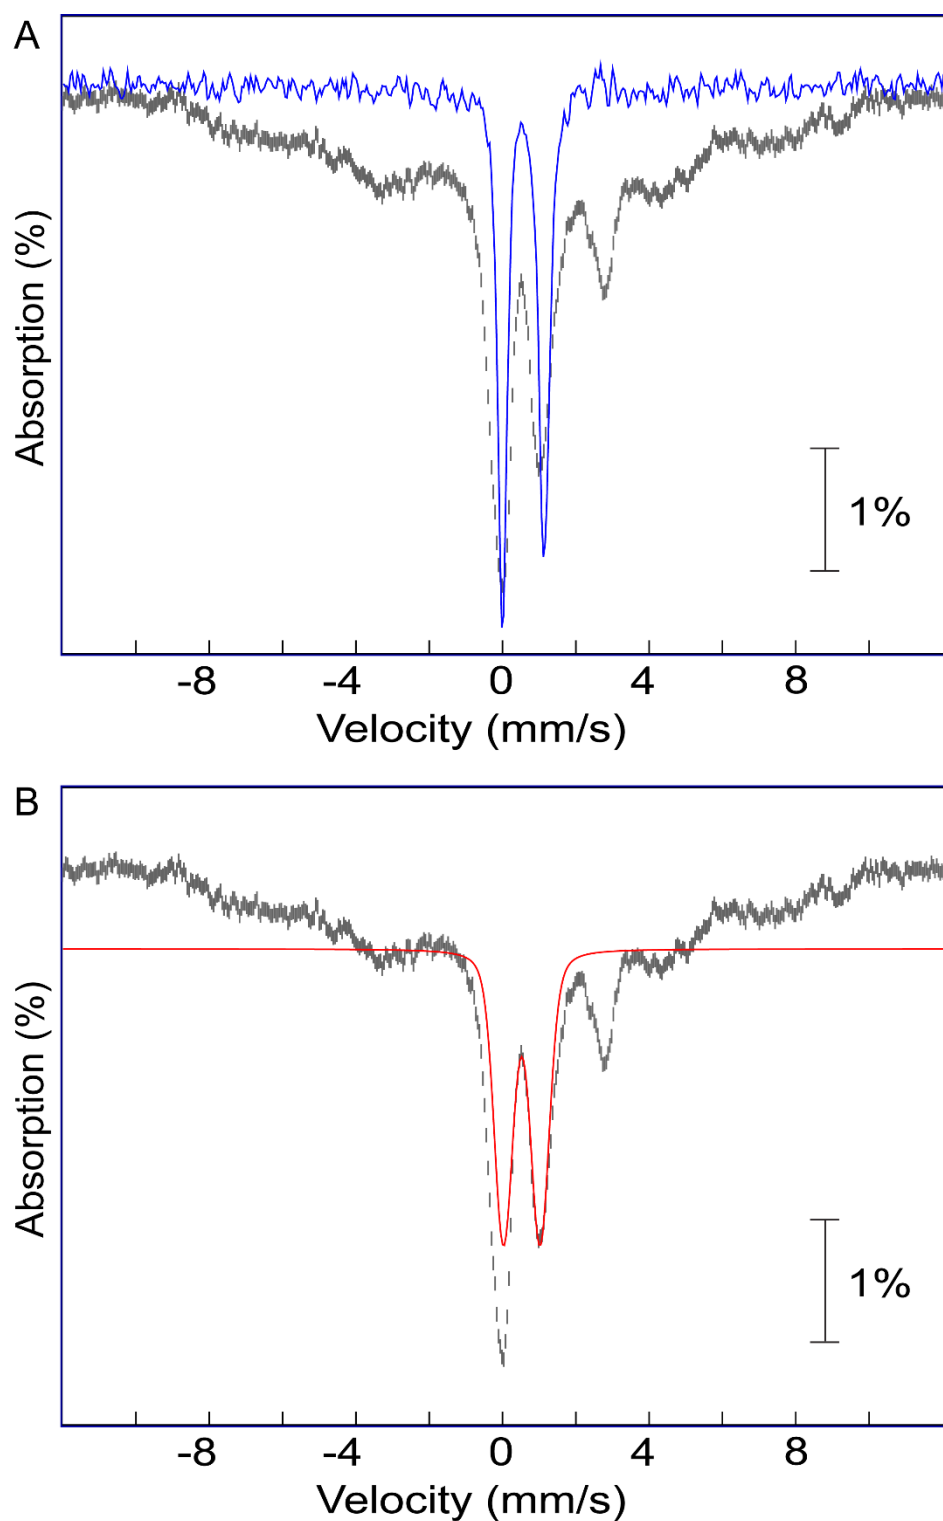 A
Absorption (%)
1%
-8 -4 0 4 8
Velocity (mm/s)
B
Absorption (%)
1%
-8 -4 0 4 8
Velocity (mm/s)